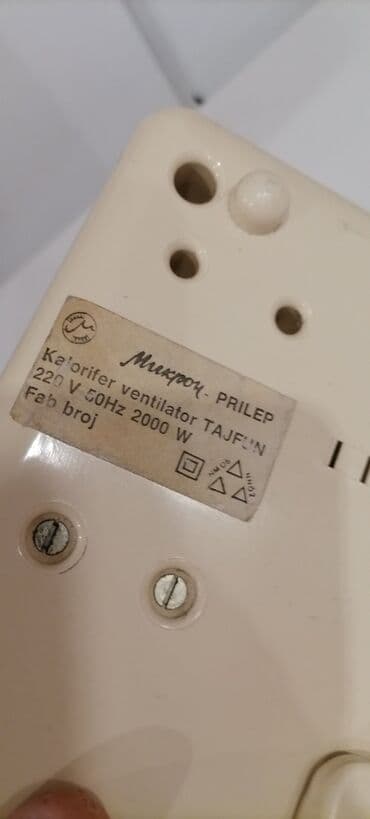 Микрон - PRILEP
Kalorifer ventilator TAJFUN
220 V 50Hz 2000 W
Fab broj